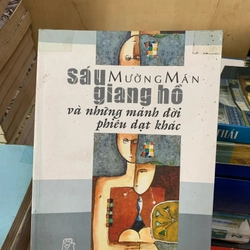 MƯỜNG MÁN
sáu
giang hồ
và những mảnh đời
phiêu dạt khác